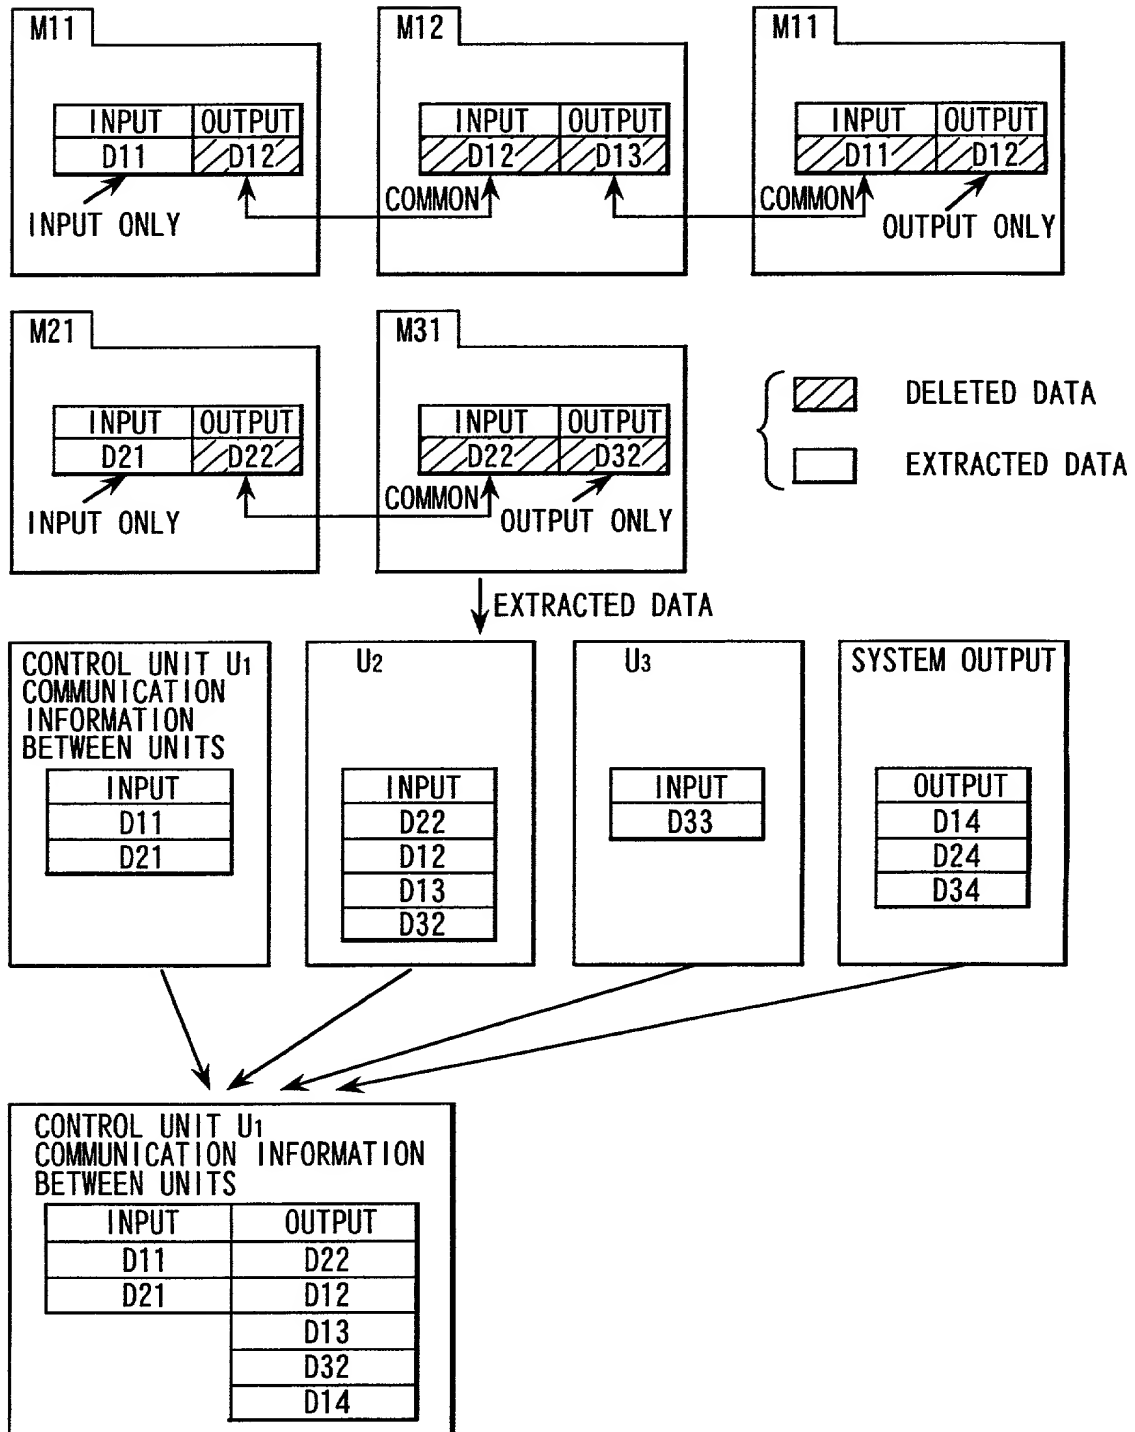 M11
M12
M11
INPUT OUTPUT
D11 D12
INPUT ONLY
COMMON
INPUT OUTPUT
D12 D13
COMMON
INPUT OUTPUT
D11 D12
OUTPUT ONLY
M21
M31
INPUT OUTPUT
D21 D22
INPUT ONLY
COMMON
INPUT OUTPUT
D22 D32
OUTPUT ONLY
DELETED DATA
EXTRACTED DATA
EXTRACTED DATA
CONTROL UNIT U1
COMMUNICATION
INFORMATION
BETWEEN UNITS
INPUT
D11
D21
U2
INPUT
D22
D12
D13
D32
U3
INPUT
D33
SYSTEM OUTPUT
OUTPUT
D14
D24
D34
CONTROL UNIT U1
COMMUNICATION INFORMATION
BETWEEN UNITS
INPUT OUTPUT
D11 D22
D21 D12
D13
D32
D14